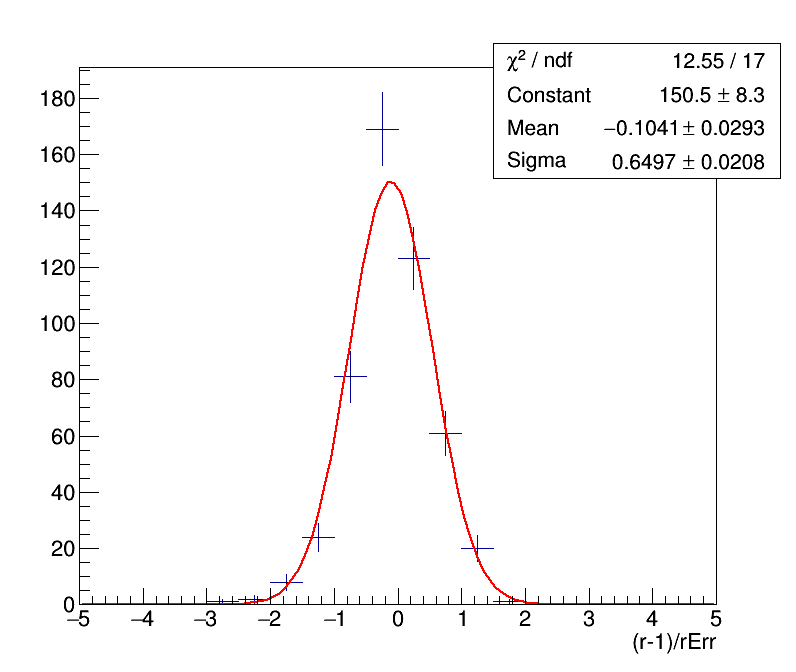 χ² / ndf 12.55 / 17
Constant 150.5 ± 8.3
Mean −0.1041 ± 0.0293
Sigma 0.6497 ± 0.0208
180
160
140
120
100
80
60
40
20
0
−5 −4 −3 −2 −1 0 1 2 3 4 5
(r-1)/rErr